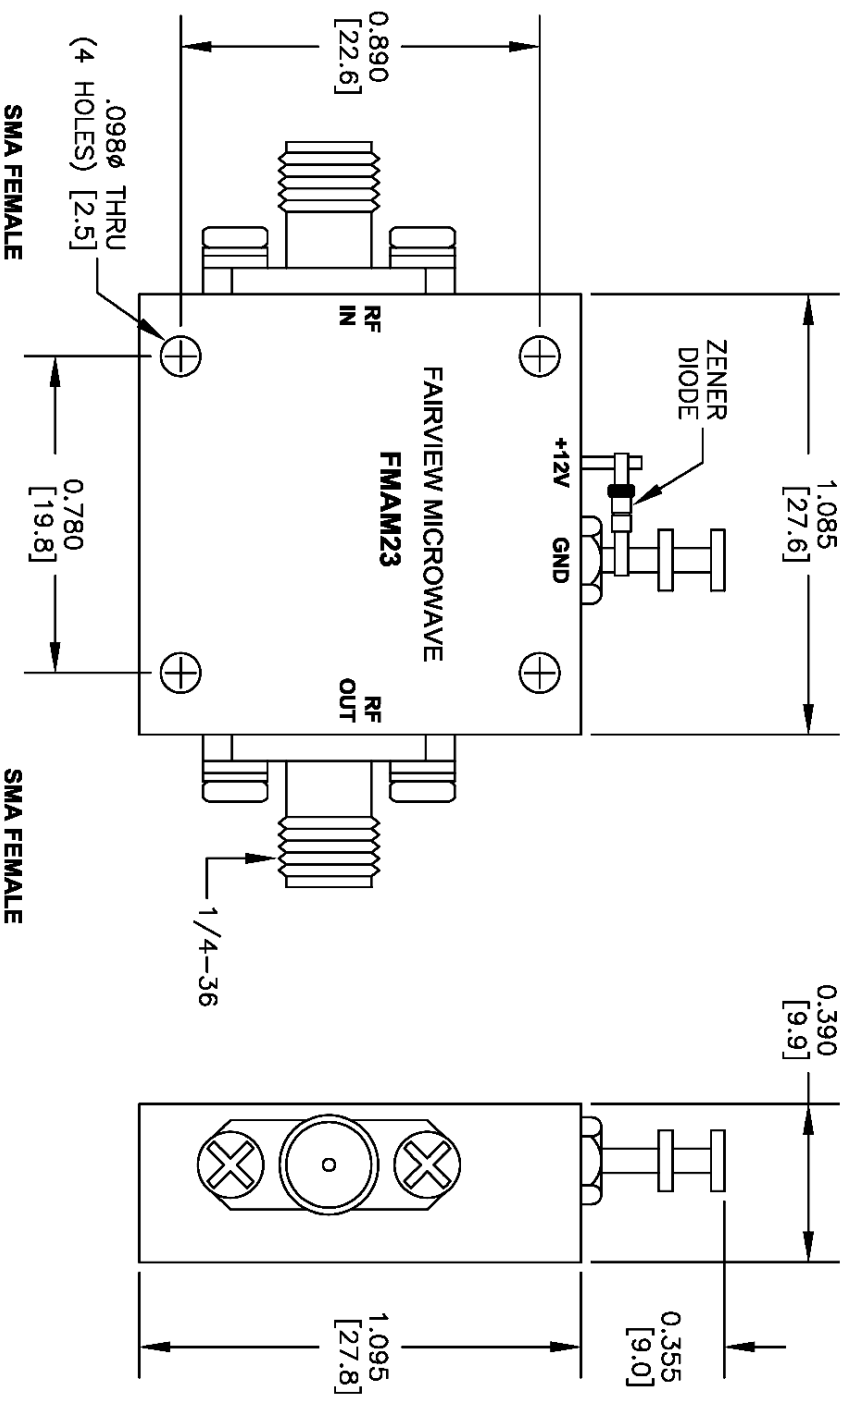 1.085
[27.6]
ZENER
DIODE
+12V
GND
0.890
[22.6]
FAIRVIEW MICROWAVE
FMAM23
RF
IN
RF
OUT
.098ø THRU
(4 HOLES) [2.5]
0.780
[19.8]
1/4-36
SMA FEMALE
SMA FEMALE
0.390
[9.9]
0.355
[9.0]
1.095
[27.8]